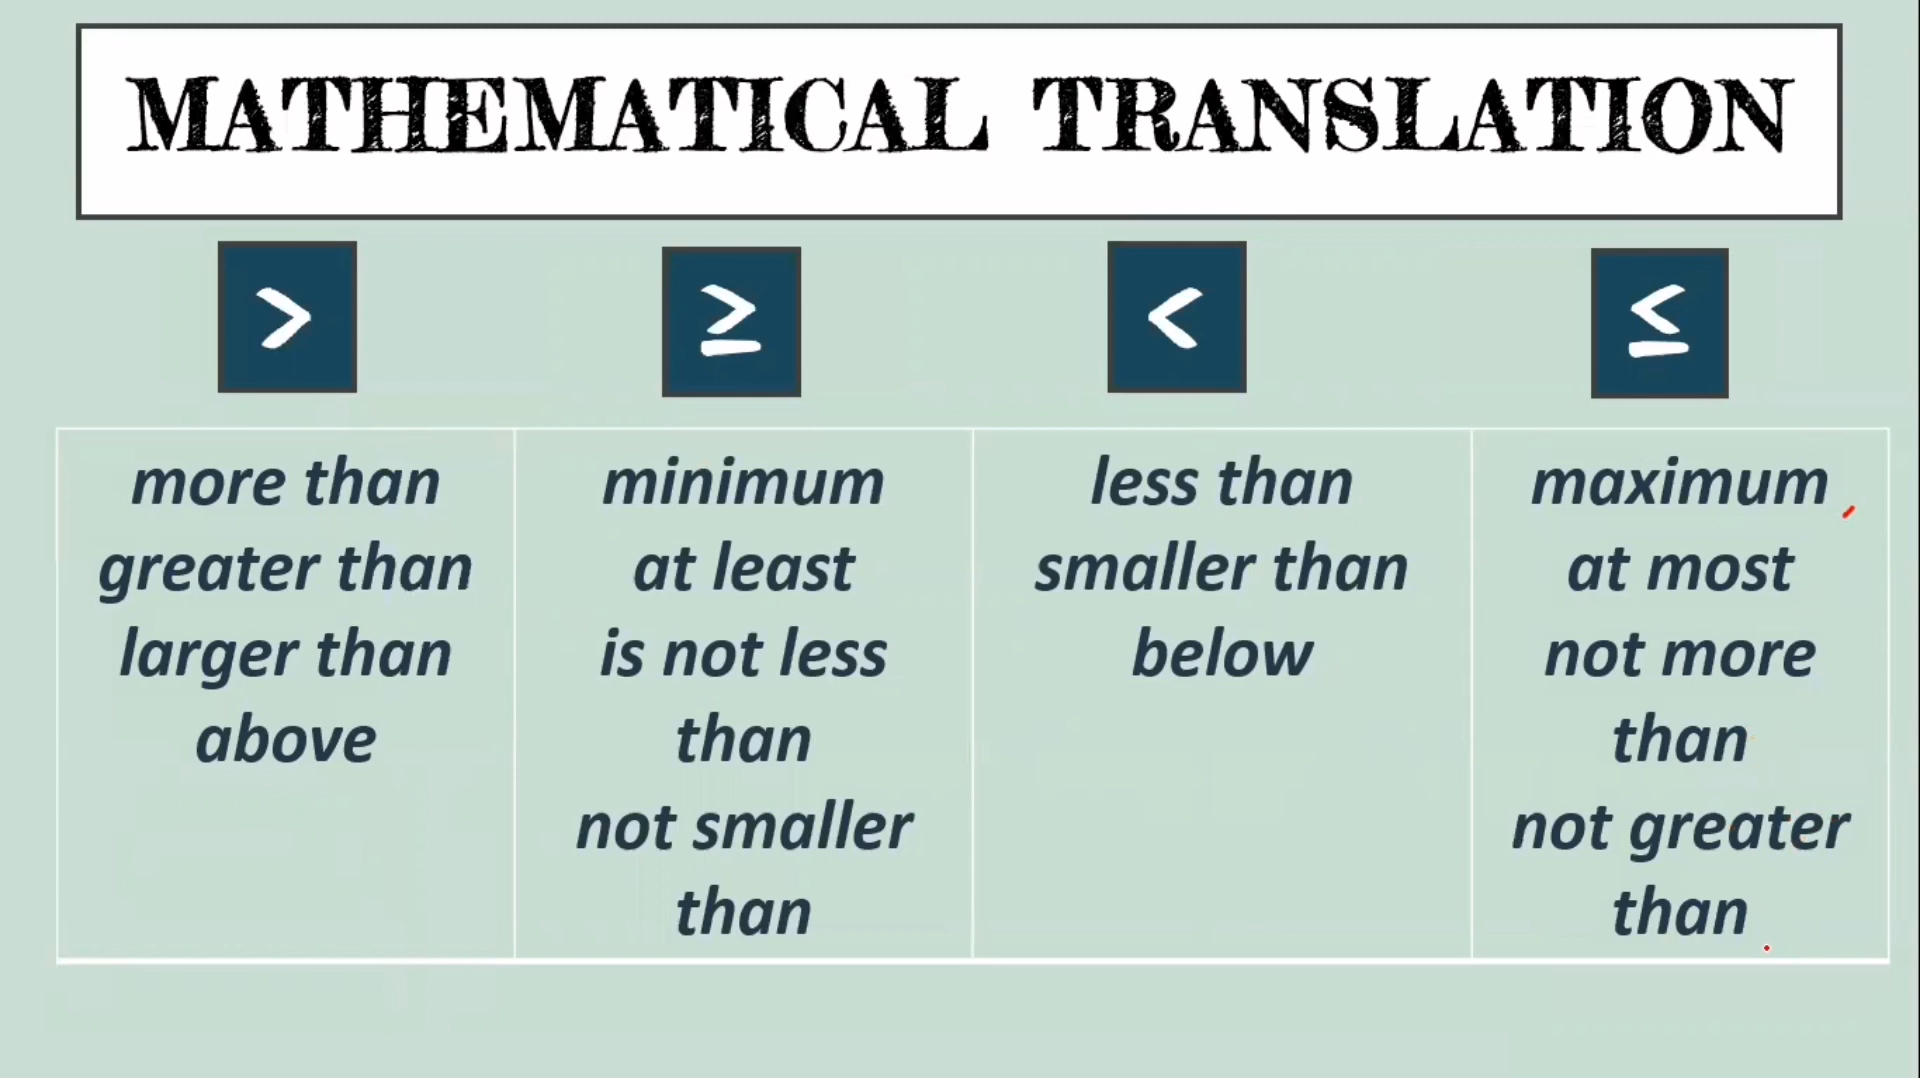 MATHEMATICAL TRANSLATION
>
≥
<
≤
more than
greater than
larger than
above
minimum
at least
is not less
than
not smaller
than
less than
smaller than
below
maximum
at most
not more
than
not greater
than